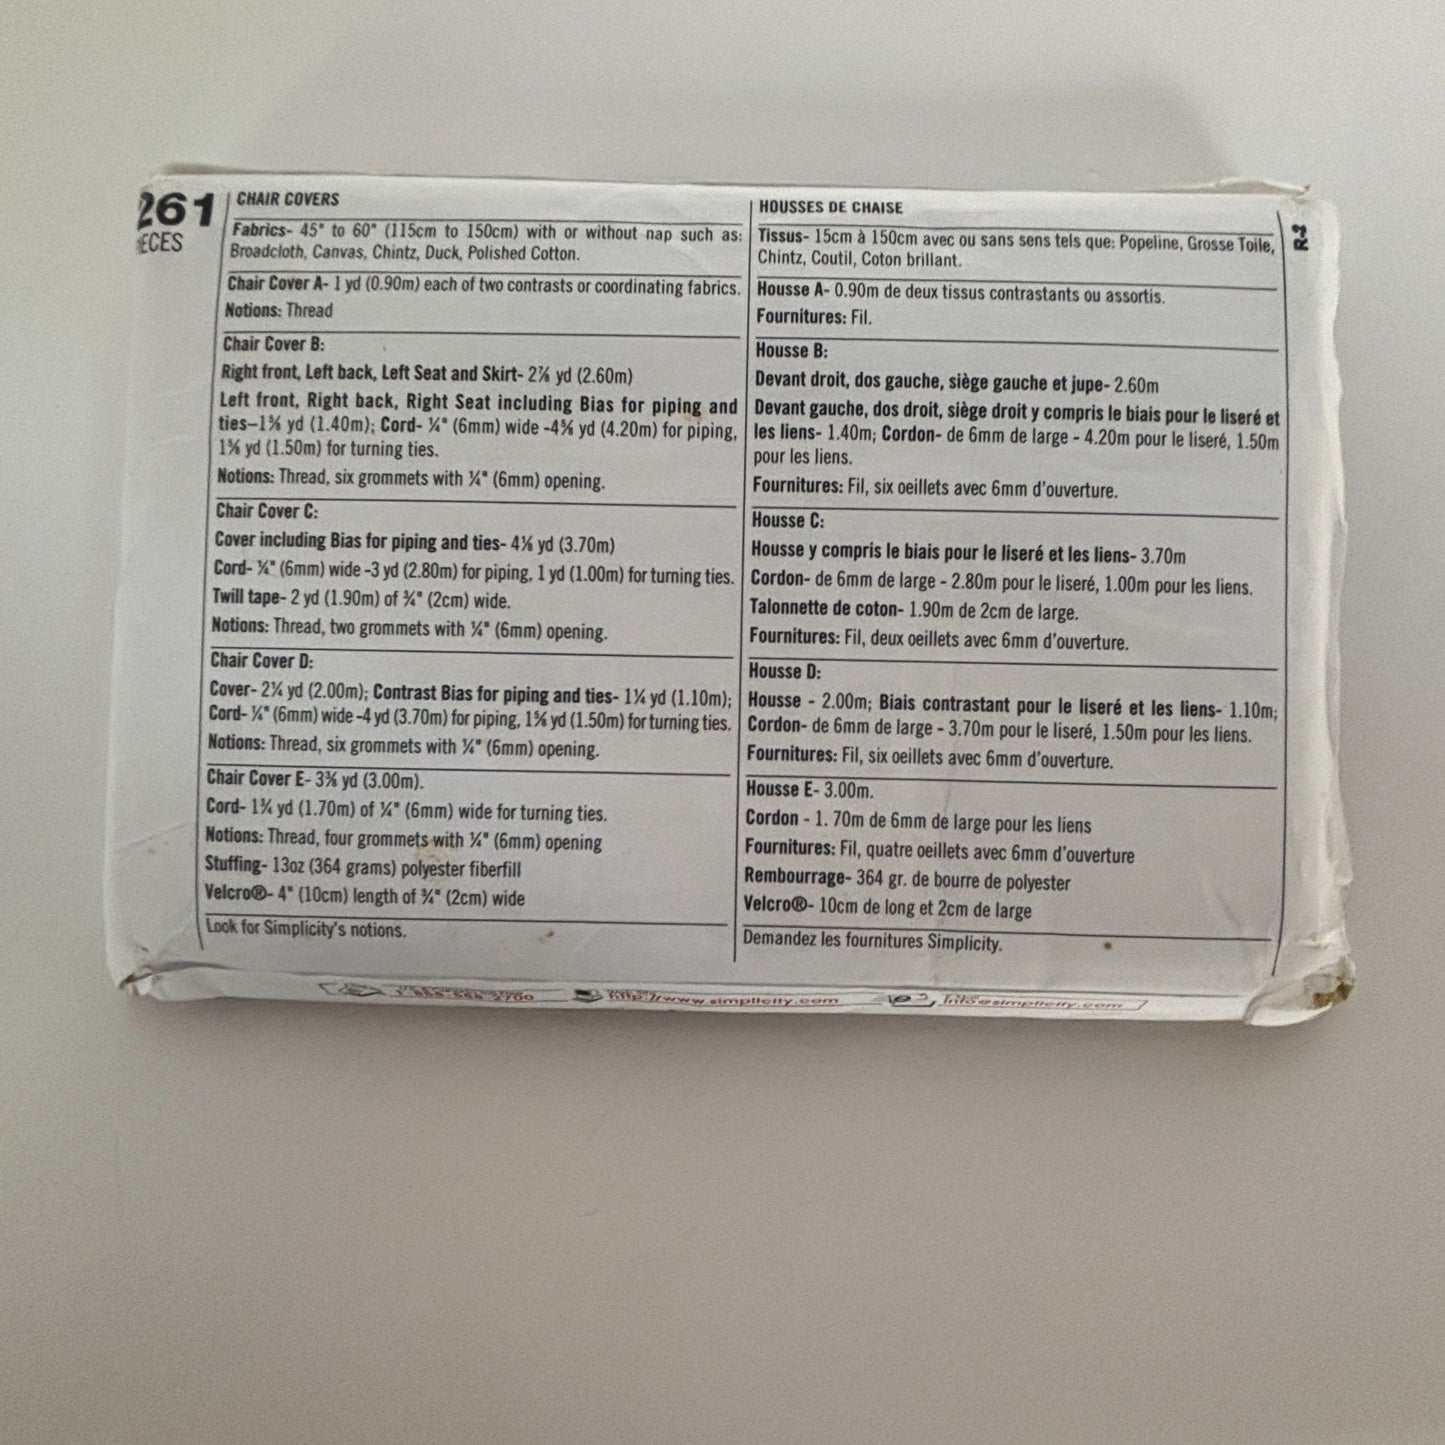 261
CHAIR COVERS
Fabrics- 45" to 60" (115cm to 150cm) with or without nap such as:
Broadcloth, Canvas, Chintz, Duck, Polished Cotton.
Chair Cover A- 1 yd (0.90m) each of two contrasts or coordinating fabrics.
Notions: Thread
Chair Cover B:
Right front, Left back, Left Seat and Skirt- 2⅞ yd (2.60m)
Left front, Right back, Right Seat including Bias for piping and
ties–1⅝ yd (1.40m); Cord- ¼" (6mm) wide -4⅝ yd (4.20m) for piping,
1⅝ yd (1.50m) for turning ties.
Notions: Thread, six grommets with ¼" (6mm) opening.
Chair Cover C:
Cover including Bias for piping and ties- 4⅛ yd (3.70m)
Cord- ¼" (6mm) wide -3 yd (2.80m) for piping, 1 yd (1.00m) for turning ties.
Twill tape- 2 yd (1.90m) of ¾" (2cm) wide.
Notions: Thread, two grommets with ¼" (6mm) opening.
Chair Cover D:
Cover- 2¼ yd (2.00m); Contrast Bias for piping and ties- 1¼ yd (1.10m);
Cord- ¼" (6mm) wide -4 yd (3.70m) for piping, 1⅝ yd (1.50m) for turning ties.
Notions: Thread, six grommets with ¼" (6mm) opening.
Chair Cover E- 3⅜ yd (3.00m).
Cord- 1¾ yd (1.70m) of ¼" (6mm) wide for turning ties.
Notions: Thread, four grommets with ¼" (6mm) opening
Stuffing- 13oz (364 grams) polyester fiberfill
Velcro®- 4" (10cm) length of ¾" (2cm) wide
Look for Simplicity's notions.
HOUSSES DE CHAISE
Tissus- 15cm à 150cm avec ou sans sens tels que: Popeline, Grosse Toile,
Chintz, Coutil, Coton brillant.
Housse A- 0.90m de deux tissus contrastants ou assortis.
Fournitures: Fil.
Housse B:
Devant droit, dos gauche, siège gauche et jupe- 2.60m
Devant gauche, dos droit, siège droit y compris le biais pour le liseré et
les liens- 1.40m; Cordon- de 6mm de large - 4.20m pour le liseré, 1.50m
pour les liens.
Fournitures: Fil, six oeillets avec 6mm d'ouverture.
Housse C:
Housse y compris le biais pour le liseré et les liens- 3.70m
Cordon- de 6mm de large - 2.80m pour le liseré, 1.00m pour les liens.
Talonnette de coton- 1.90m de 2cm de large.
Fournitures: Fil, deux oeillets avec 6mm d'ouverture.
Housse D:
Housse - 2.00m; Biais contrastant pour le liseré et les liens- 1.10m;
Cordon- de 6mm de large - 3.70m pour le liseré, 1.50m pour les liens.
Fournitures: Fil, six oeillets avec 6mm d'ouverture.
Housse E- 3.00m.
Cordon - 1. 70m de 6mm de large pour les liens
Fournitures: Fil, quatre oeillets avec 6mm d'ouverture
Rembourrage- 364 gr. de bourre de polyester
Velcro®- 10cm de long et 2cm de large
Demandez les fournitures Simplicity.
RJ
http://www.simplicity.com
info@simplicity.com